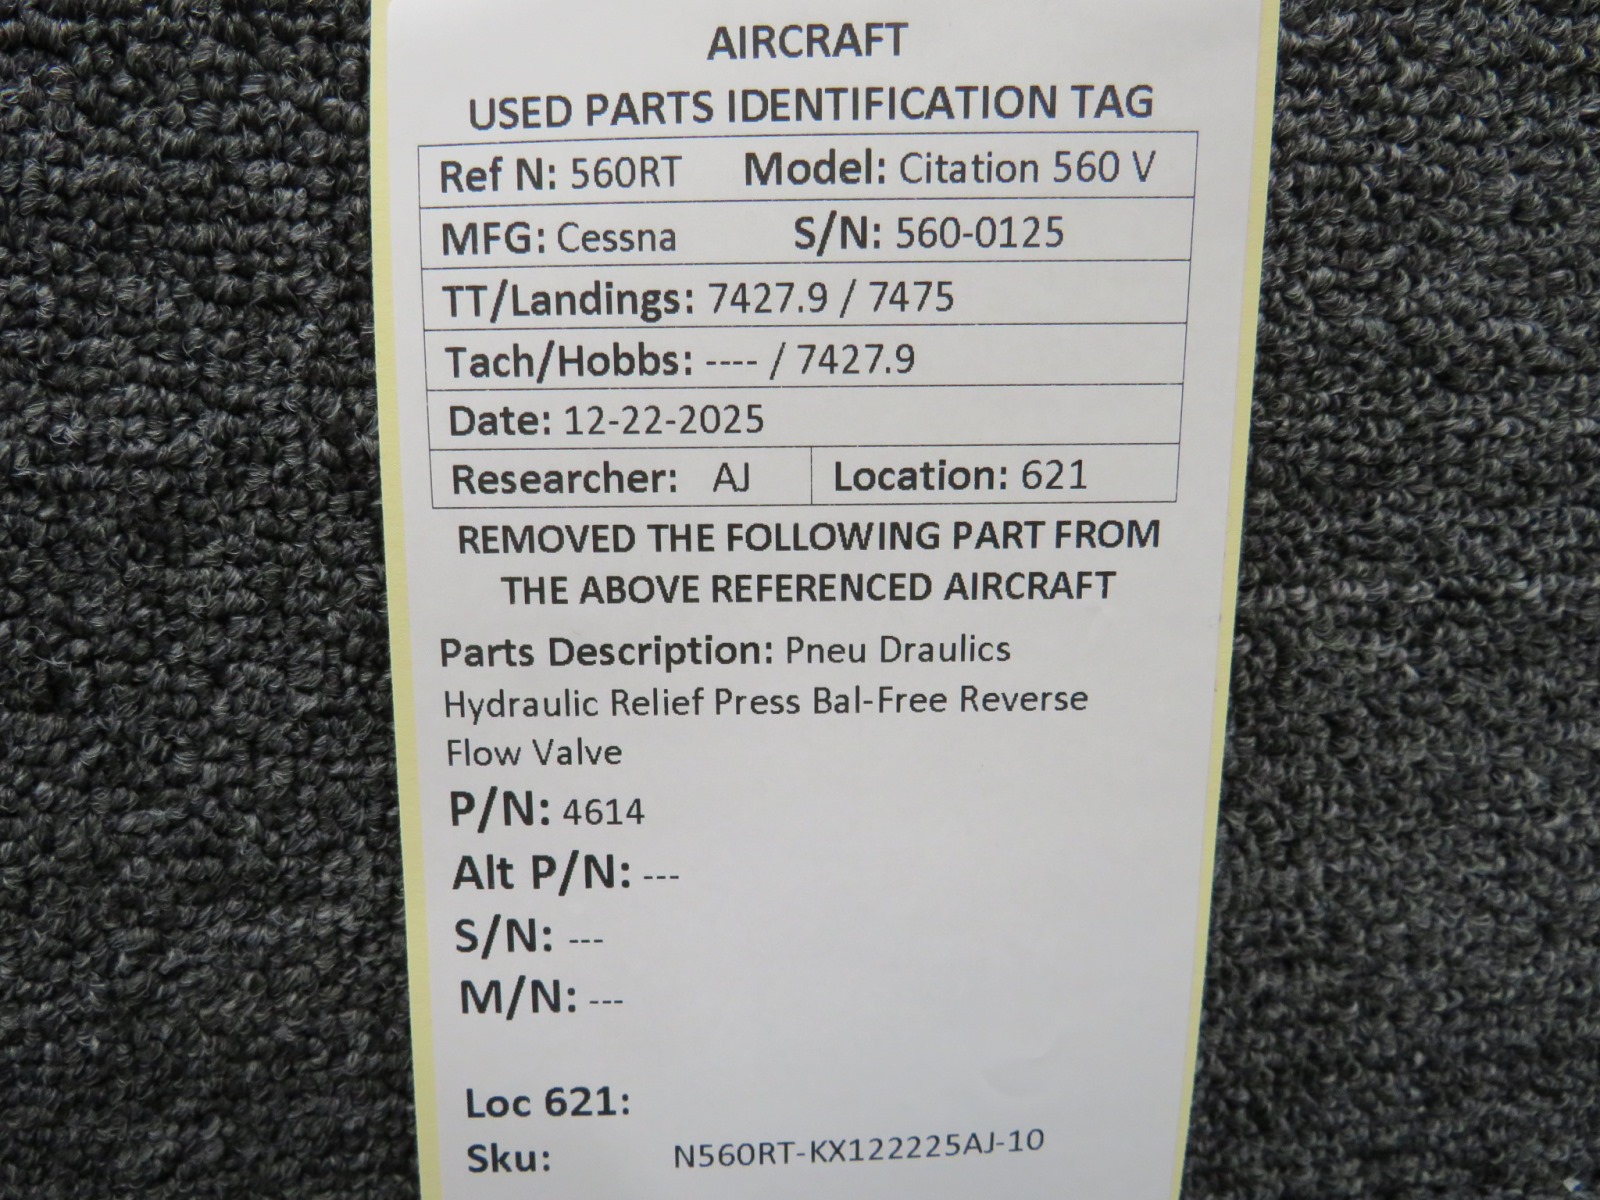 AIRCRAFT
USED PARTS IDENTIFICATION TAG
Ref N: 560RT Model: Citation 560 V
MFG: Cessna S/N: 560-0125
TT/Landings: 7427.9 / 7475
Tach/Hobbs: ---- / 7427.9
Date: 12-22-2025
Researcher: AJ Location: 621
REMOVED THE FOLLOWING PART FROM
THE ABOVE REFERENCED AIRCRAFT
Parts Description: Pneu Draulics
Hydraulic Relief Press Bal-Free Reverse
Flow Valve
P/N: 4614
Alt P/N: ---
S/N: ---
M/N: ---
Loc 621:
Sku: N560RT-KX122225AJ-10